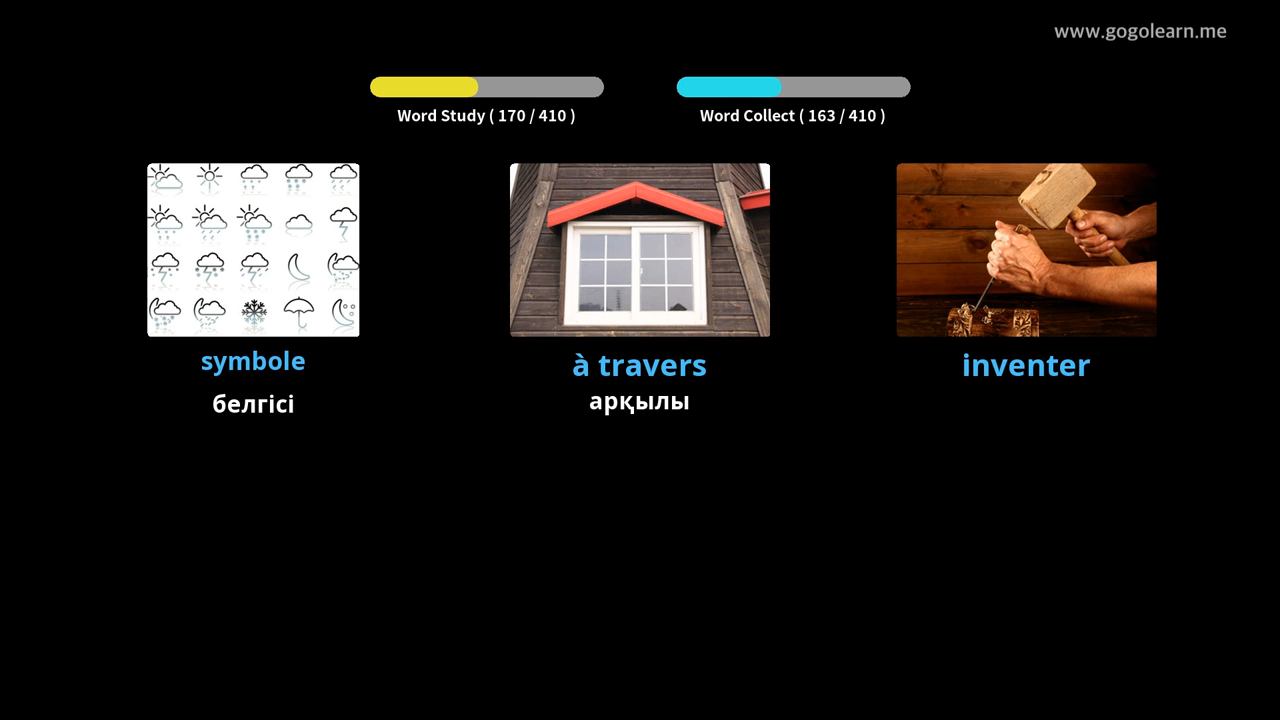 www.gogolearn.me
Word Study ( 170 / 410 )
Word Collect ( 163 / 410 )
symbole
белгісі
à travers
арқылы
inventer